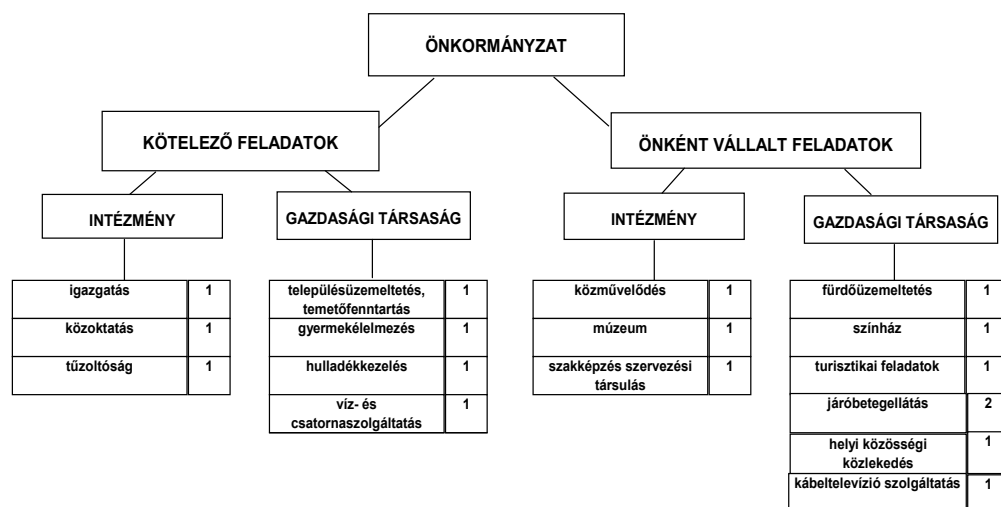 ÖNKORMÁNYZAT
KÖTELEZŐ FELADATOK
ÖNKÉNT VÁLLALT FELADATOK
INTÉZMÉNY
GAZDASÁGI TÁRSASÁG
INTÉZMÉNY
GAZDASÁGI TÁRSASÁG
igazgatás 1
közoktatás 1
tűzoltóság 1
településüzemeltetés, 1
temetőfenntartás
gyermekélelmezés 1
hulladékkezelés 1
víz- és 1
csatornaszolgáltatás
közművelődés 1
múzeum 1
szakképzés szervezési 1
társulás
fürdőüzemeltetés 1
színház 1
turisztikai feladatok 1
járóbetegellátás 2
helyi közösségi 1
közlekedés
kábeltelevízió szolgáltatás 1